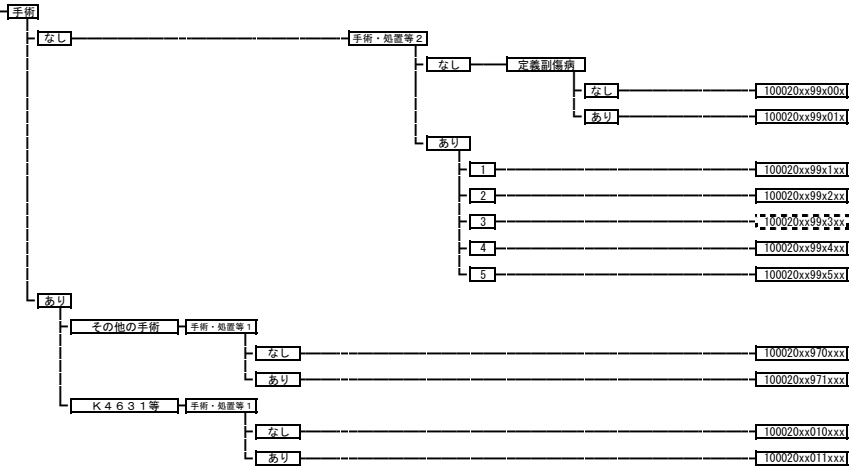 手術
なし 手術・処置等2
なし 定義副傷病
なし 100020xx99x00x
あり 100020xx99x01x
あり
1 100020xx99x1xx
2 100020xx99x2xx
3 100020xx99x3xx
4 100020xx99x4xx
5 100020xx99x5xx
あり
その他の手術 手術・処置等1
なし 100020xx970xxx
あり 100020xx971xxx
K4631等 手術・処置等1
なし 100020xx010xxx
あり 100020xx011xxx